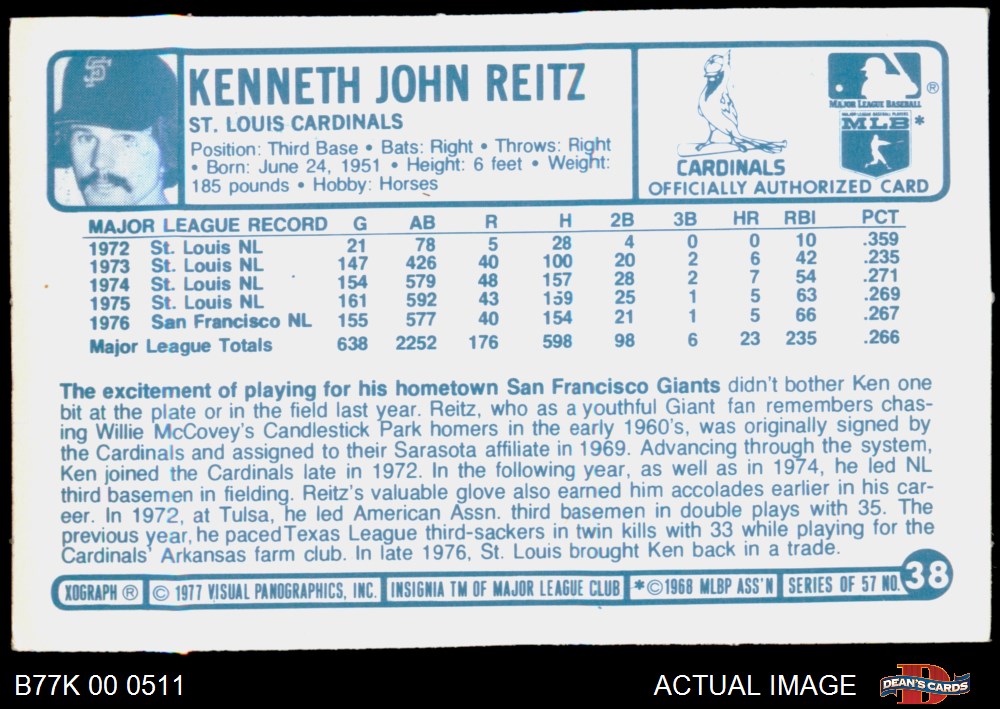 SF
KENNETH JOHN REITZ
ST. LOUIS CARDINALS
Position: Third Base • Bats: Right • Throws: Right
• Born: June 24, 1951 • Height: 6 feet • Weight:
185 pounds • Hobby: Horses
CARDINALS
OFFICIALLY AUTHORIZED CARD
MAJOR LEAGUE BASEBALL ®
MAJOR LEAGUE BASEBALL PLAYERS
MLB *
MAJOR LEAGUE RECORD G AB R H 2B 3B HR RBI PCT
1972 St. Louis NL 21 78 5 28 4 0 0 10 .359
1973 St. Louis NL 147 426 40 100 20 2 6 42 .235
1974 St. Louis NL 154 579 48 157 28 2 7 54 .271
1975 St. Louis NL 161 592 43 159 25 1 5 63 .269
1976 San Francisco NL 155 577 40 154 21 1 5 66 .267
Major League Totals 638 2252 176 598 98 6 23 235 .266
The excitement of playing for his hometown San Francisco Giants didn't bother Ken one
bit at the plate or in the field last year. Reitz, who as a youthful Giant fan remembers chas-
ing Willie McCovey's Candlestick Park homers in the early 1960's, was originally signed by
the Cardinals and assigned to their Sarasota affiliate in 1969. Advancing through the system,
Ken joined the Cardinals late in 1972. In the following year, as well as in 1974, he led NL
third basemen in fielding. Reitz's valuable glove also earned him accolades earlier in his car-
eer. In 1972, at Tulsa, he led American Assn. third basemen in double plays with 35. The
previous year, he paced Texas League third-sackers in twin kills with 33 while playing for the
Cardinals' Arkansas farm club. In late 1976, St. Louis brought Ken back in a trade.
XOGRAPH ® © 1977 VISUAL PANOGRAPHICS, INC. INSIGNIA TM OF MAJOR LEAGUE CLUB *©1968 MLBP ASS'N SERIES OF 57 NO. 38
B77K 00 0511
ACTUAL IMAGE
D
DEAN'S CARDS